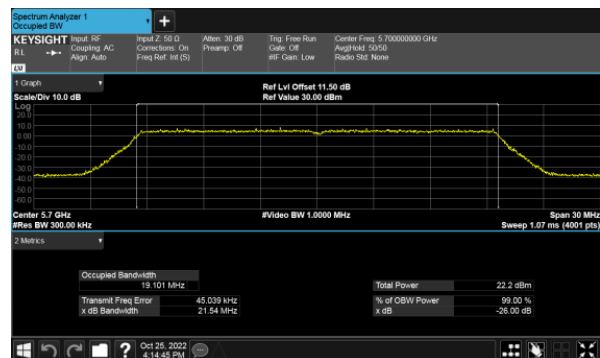 Spectrum Analyzer 1
Occupied BW
KEYSIGHT Input: RF Input Z: 50 Ω Atten: 30 dB Trig: Free Run Center Freq: 5.700000000 GHz
RL Coupling: AC Corrections: On Preamp: Off Gate: Off Avg|Hold: 50/50
Align: Auto Freq Ref: Int (S) #IF Gain: Low Radio Std: None
LXI
1 Graph Ref Lvl Offset 11.50 dB
Scale/Div 10.0 dB Ref Value 30.00 dBm
Log
20.0
10.0
0.00
-10.0
-20.0
-30.0
-40.0
-50.0
-60.0
Center 5.7 GHz #Video BW 1.0000 MHz Span 30 MHz
#Res BW 300.00 kHz Sweep 1.07 ms (4001 pts)
2 Metrics
Occupied Bandwidth
19.101 MHz Total Power 22.2 dBm
Transmit Freq Error 45.039 kHz % of OBW Power 99.00 %
x dB Bandwidth 21.54 MHz x dB -26.00 dB
? Oct 25, 2022
4:14:45 PM